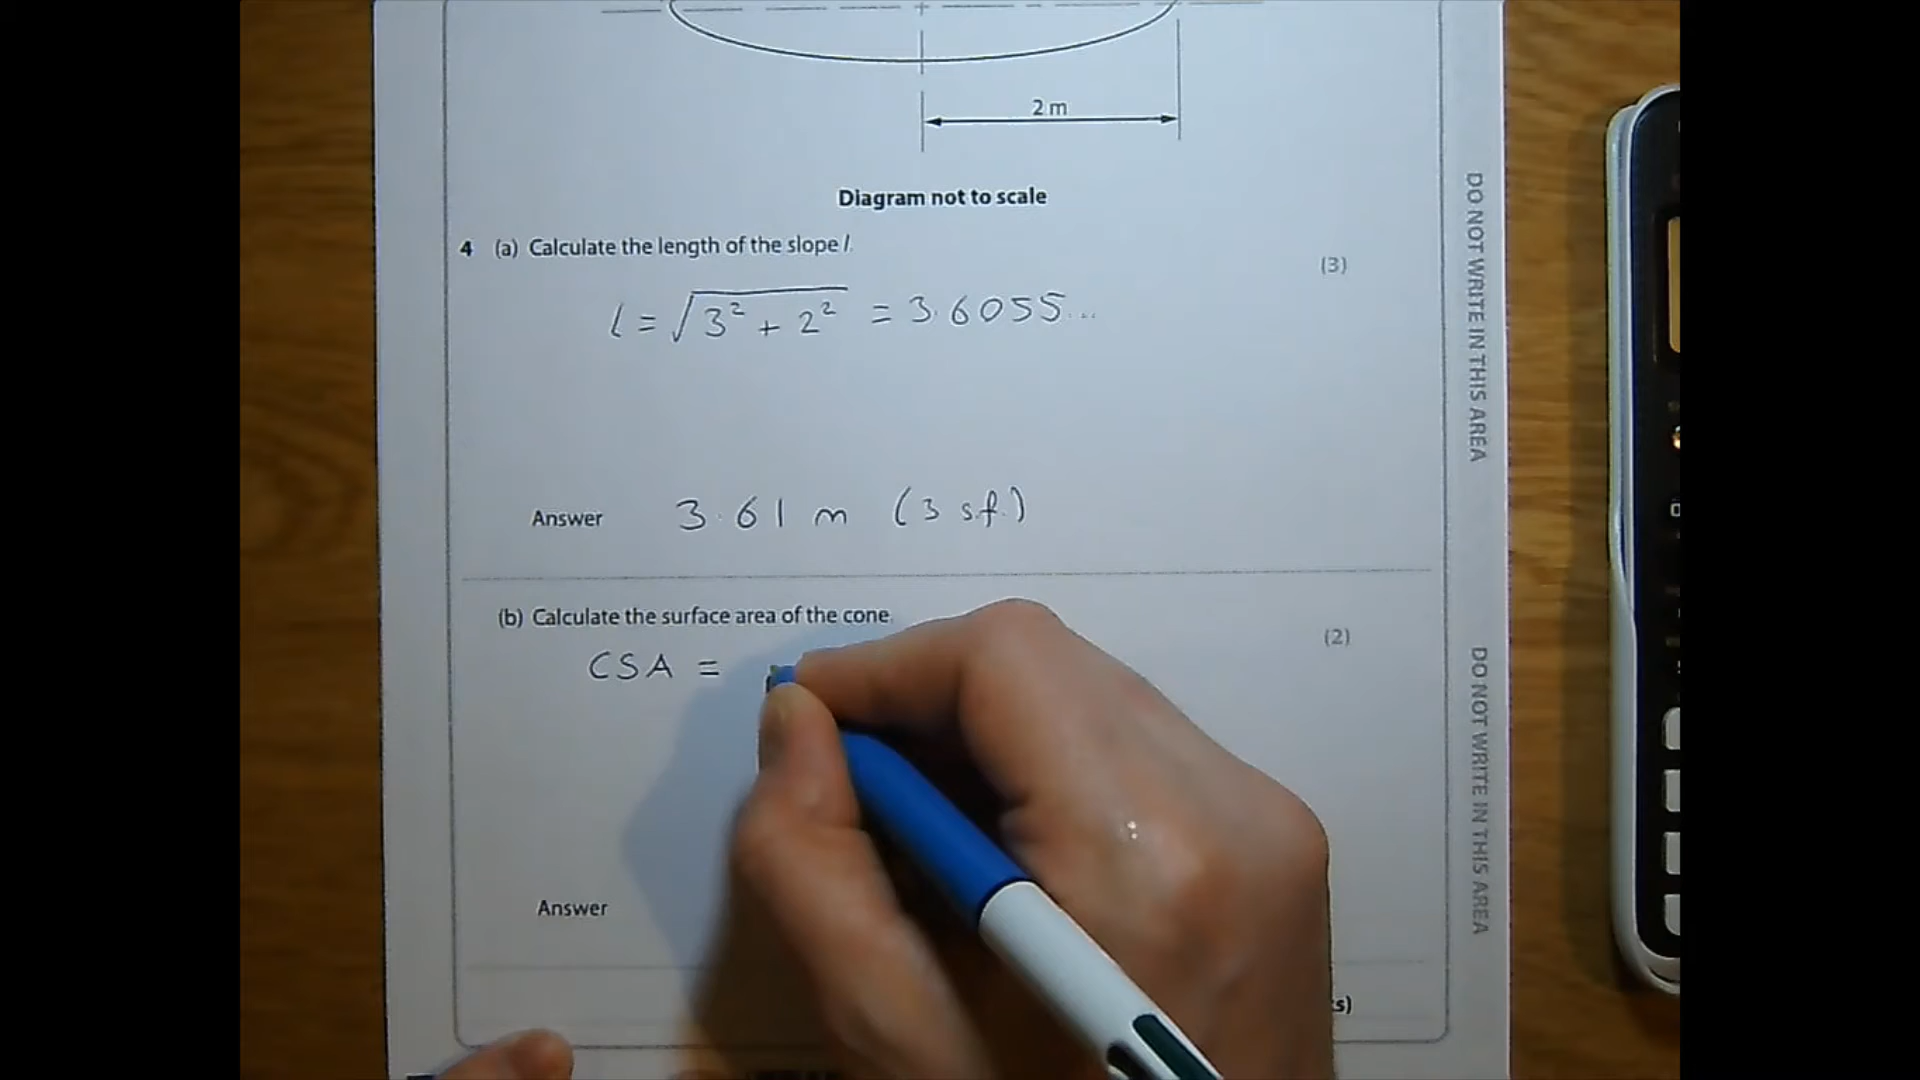 2 m
Diagram not to scale
4 (a) Calculate the length of the slope l.
(3)
l = √3² + 2² = 3.6055...
Answer 3.61 m (3 s.f.)
(b) Calculate the surface area of the cone
(2)
CSA =
Answer
s)
DO NOT WRITE IN THIS AREA
DO NOT WRITE IN THIS AREA